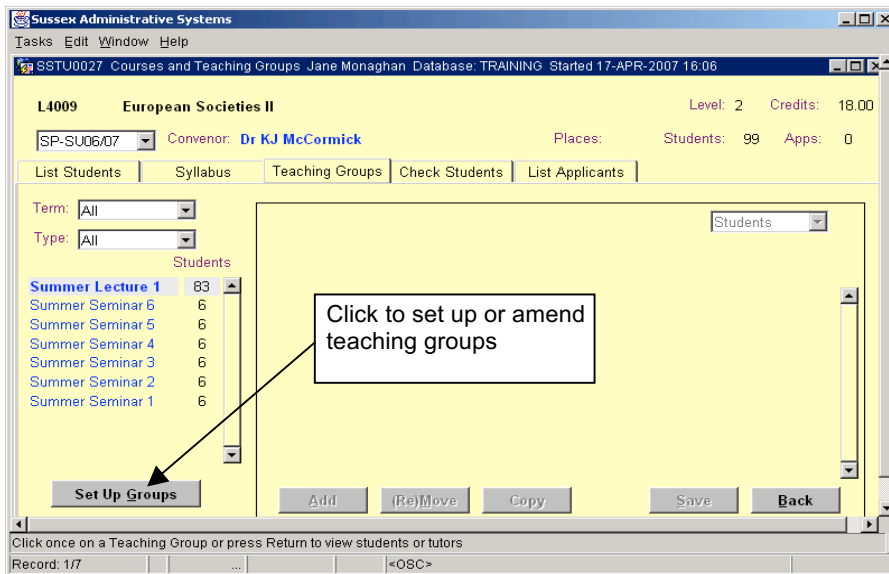 Sussex Administrative Systems
Tasks Edit Window Help
SSTU0027 Courses and Teaching Groups Jane Monaghan Database: TRAINING Started 17-APR-2007 16:06
L4009 European Societies II Level: 2 Credits: 18.00
SP-SU06/07 Convenor: Dr KJ McCormick Places: Students: 99 Apps: 0
List Students Syllabus Teaching Groups Check Students List Applicants
Term: All
Students
Type: All
Students
Summer Lecture 1 83
Summer Seminar 6 6
Summer Seminar 5 6
Summer Seminar 4 6
Summer Seminar 3 6
Summer Seminar 2 6
Summer Seminar 1 6
Click to set up or amend
teaching groups
Set Up Groups
Add (Re)Move Copy Save Back
Click once on a Teaching Group or press Return to view students or tutors
Record: 1/7 ... <OSC>